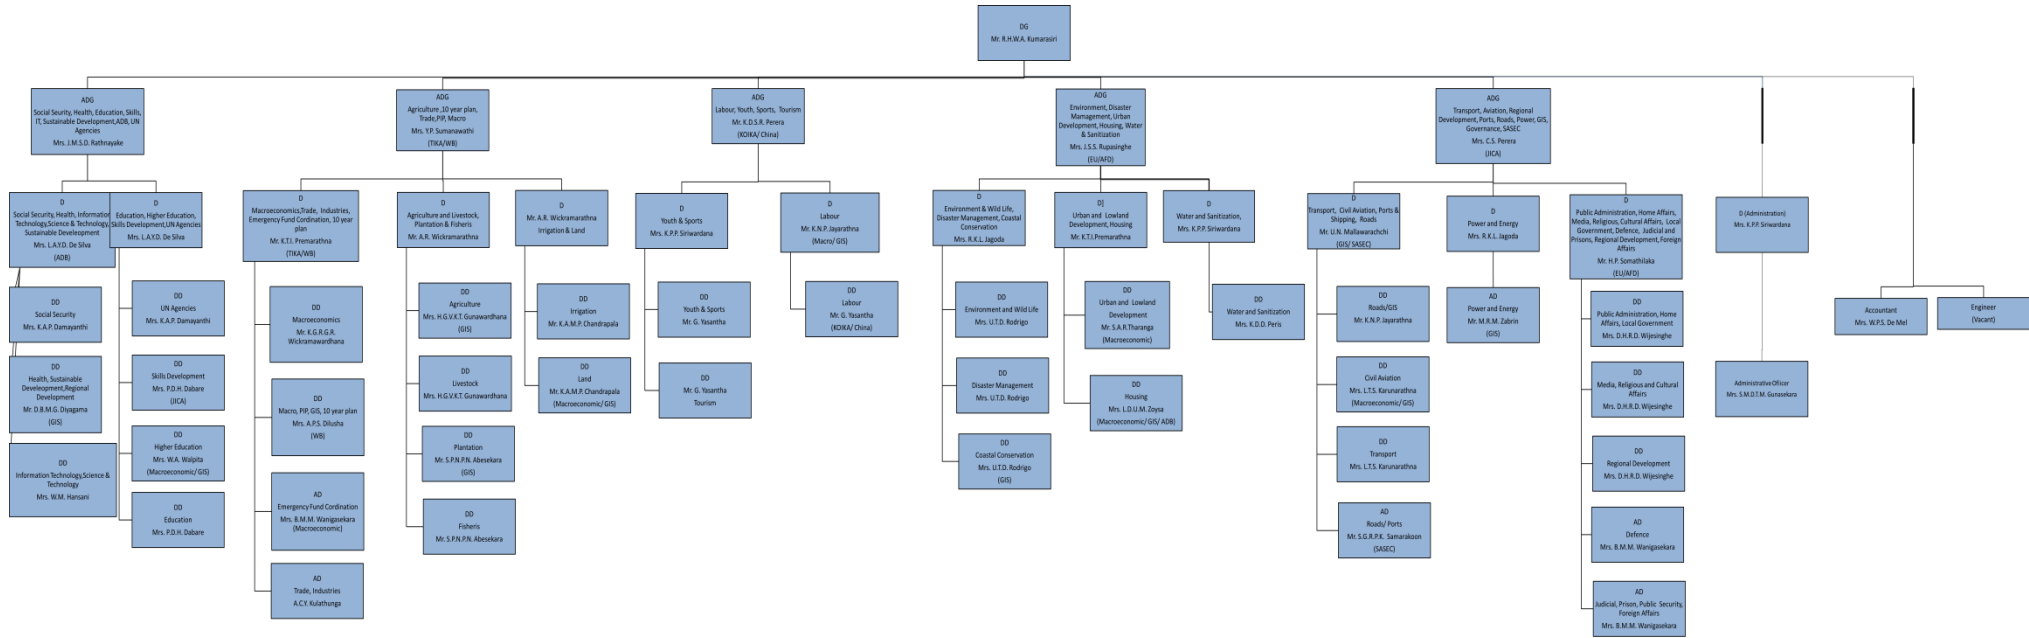 DG
Mr. R.H.W.A. Kumarasiri
ADG
Social Seurity, Health, Education, Skills,
IT, Sustainable Development,ADB, UN
Agencies
Mrs. J.M.S.D. Rathnayake
ADG
Agriculture ,10 year plan,
Trade,PIP, Macro
Mrs. Y.P. Sumanawathi
(TIKA/WB)
ADG
Labour, Youth, Sports, Tourism
Mr. K.D.S.R. Perera
(KOIKA/ China)
ADG
Environment, Disaster
Mamagement, Urban
Development, Housing, Water
& Sanitization
Mrs. J.S.S. Rupasinghe
(EU/AFD)
ADG
Transport, Aviation, Regional
Development, Ports, Roads, Power, GIS,
Governance, SASEC
Mrs. C.S. Perera
(JICA)
D
Social Security, Health, Information
Technology,Science & Technology,
Sustainable Develeopment
Mrs. L.A.Y.D. De Silva
(ADB)
D
Education, Higher Education,
Skills Development,UN Agencies
Mrs. L.A.Y.D. De Silva
D
Macroeconomics,Trade, Industries,
Emergency Fund Cordination, 10 year
plan
Mr. K.T.I. Premarathna
(TIKA/WB)
D
Agriculture and Livestock,
Plantation & Fisheris
Mr. A.R. Wickramarathna
D
Mr. A.R. Wickramarathna
Irrigation & Land
D
Youth & Sports
Mrs. K.P.P. Siriwardana
D
Labour
Mr. K.N.P. Jayarathna
(Macro/ GIS)
D
Environment & Wild Life,
Disaster Management, Coastal
Conservation
Mrs. R.K.L. Jagoda
D]
Urban and Lowland
Development, Housing
Mr. K.T.I.Premarathna
D
Water and Sanitization,
Mrs. K.P.P. Siriwardana
D
Transport, Civil Aviation, Ports &
Shipping, Roads
Mr. U.N. Mallawarachchi
(GIS/ SASEC)
D
Power and Energy
Mrs. R.K.L. Jagoda
D
Public Administration, Home Affairs,
Media, Religious, Cultural Affairs, Local
Government, Defence, Judicial and
Prisons, Regional Development, Foreign
Affairs
Mr. H.P. Somathilaka
(EU/AFD)
D (Administration)
Mrs. K.P.P. Siriwardana
DD
Social Security
Mrs. K.A.P. Damayanthi
DD
Health, Sustainable
Develeopment,Regional
Development
Mr. D.B.M.G. Diyagama
(GIS)
DD
Information Technology,Science &
Technology
Mrs. W.M. Hansani
DD
UN Agencies
Mrs. K.A.P. Damayanthi
DD
Skills Development
Mrs. P.D.H. Dabare
(JICA)
DD
Higher Education
Mrs. W.A. Walpita
(Macroeconomic/ GIS)
DD
Education
Mrs. P.D.H. Dabare
DD
Macroeconomics
Mr. K.G.R.G.R.
Wickramawardhana
DD
Macro, PIP, GIS, 10 year plan
Mrs. A.P.S. Dilusha
(WB)
AD
Emergency Fund Cordination
Mrs. B.M.M. Wanigasekara
(Macroeconomic)
AD
Trade, Industries
A.C.Y. Kulathunga
DD
Agriculture
Mrs. H.G.V.K.T. Gunawardhana
(GIS)
DD
Livestock
Mrs. H.G.V.K.T. Gunawardhana
DD
Plantation
Mr. S.P.N.P.N. Abesekara
(GIS)
DD
Fisheris
Mr. S.P.N.P.N. Abesekara
DD
Irrigation
Mr. K.A.M.P. Chandrapala
DD
Land
Mr. K.A.M.P. Chandrapala
(Macroeconomic/ GIS)
DD
Youth & Sports
Mr. G. Yasantha
DD
Mr. G. Yasantha
Tourism
DD
Labour
Mr. G. Yasantha
(KOIKA/ China)
DD
Environment and Wild Life
Mrs. U.T.D. Rodrigo
DD
Disaster Management
Mrs. U.T.D. Rodrigo
DD
Coastal Conservation
Mrs. U.T.D. Rodrigo
(GIS)
DD
Urban and Lowland
Development
Mr. S.A.R.Tharanga
(Macroeconomic)
DD
Housing
Mrs. L.D.U.M. Zoysa
(Macroeconomic/ GIS/ ADB)
DD
Water and Sanitization
Mrs. K.D.D. Peris
DD
Roads/GIS
Mr. K.N.P. Jayarathna
DD
Civil Aviation
Mrs. L.T.S. Karunarathna
(Macroeconomic/GIS)
DD
Transport
Mrs. L.T.S. Karunarathna
AD
Roads/ Ports
Mr. S.G.R.P.K. Samarakoon
(SASEC)
AD
Power and Energy
Mr. M.R.M. Zabrin
(GIS)
DD
Public Administration, Home
Affairs, Local Government
Mrs. D.H.R.D. Wijesinghe
DD
Media, Religious and Cultural
Affairs
Mrs. D.H.R.D. Wijesinghe
DD
Regional Development
Mrs. D.H.R.D. Wijesinghe
AD
Defence
Mrs. B.M.M. Wanigasekara
AD
Judicial, Prison, Public Security,
Foreign Affairs
Mrs. B.M.M. Wanigasekara
Administrative Officer
Mrs. S.M.D.T.M. Gunasekara
Accountant
Mrs. W.P.S. De Mel
Engineer
(Vacant)